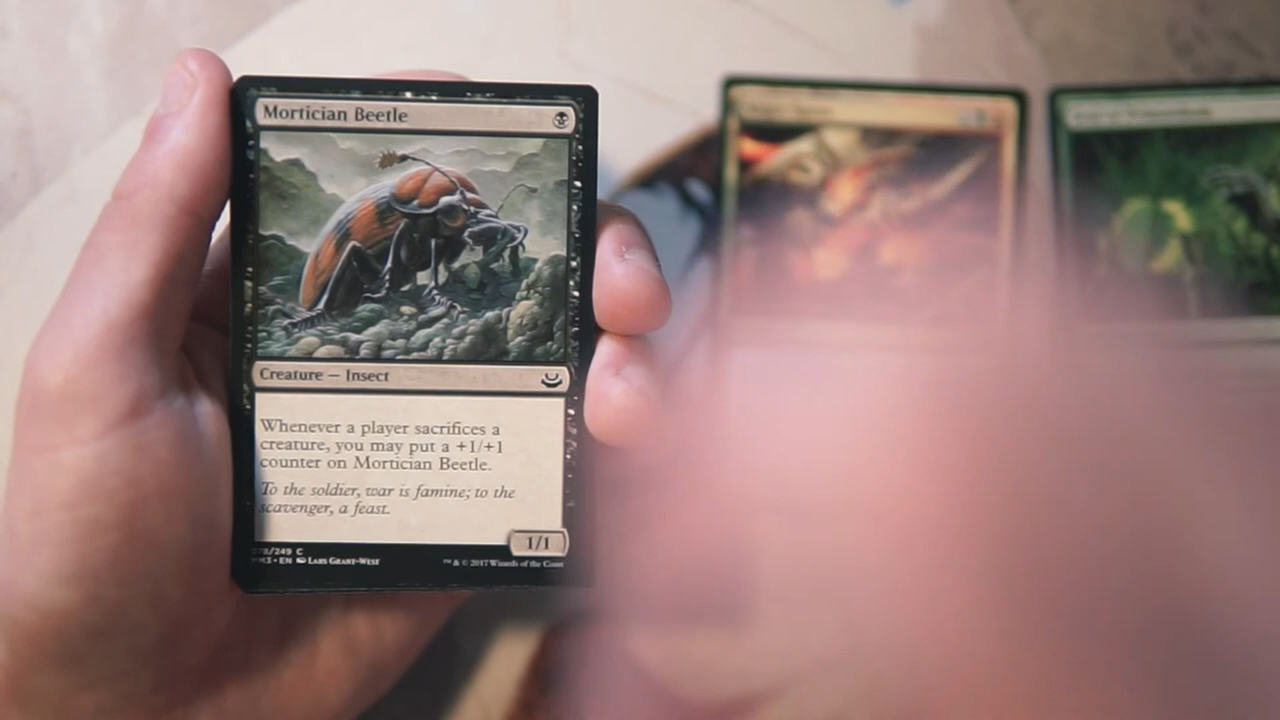 Mortician Beetle
Creature — Insect
Whenever a player sacrifices a
creature, you may put a +1/+1
counter on Mortician Beetle.
To the soldier, war is famine; to the
scavenger, a feast.
1/1
/249 C
EN Lars Grant-West
™ & © 2017 Wizards of the Coast